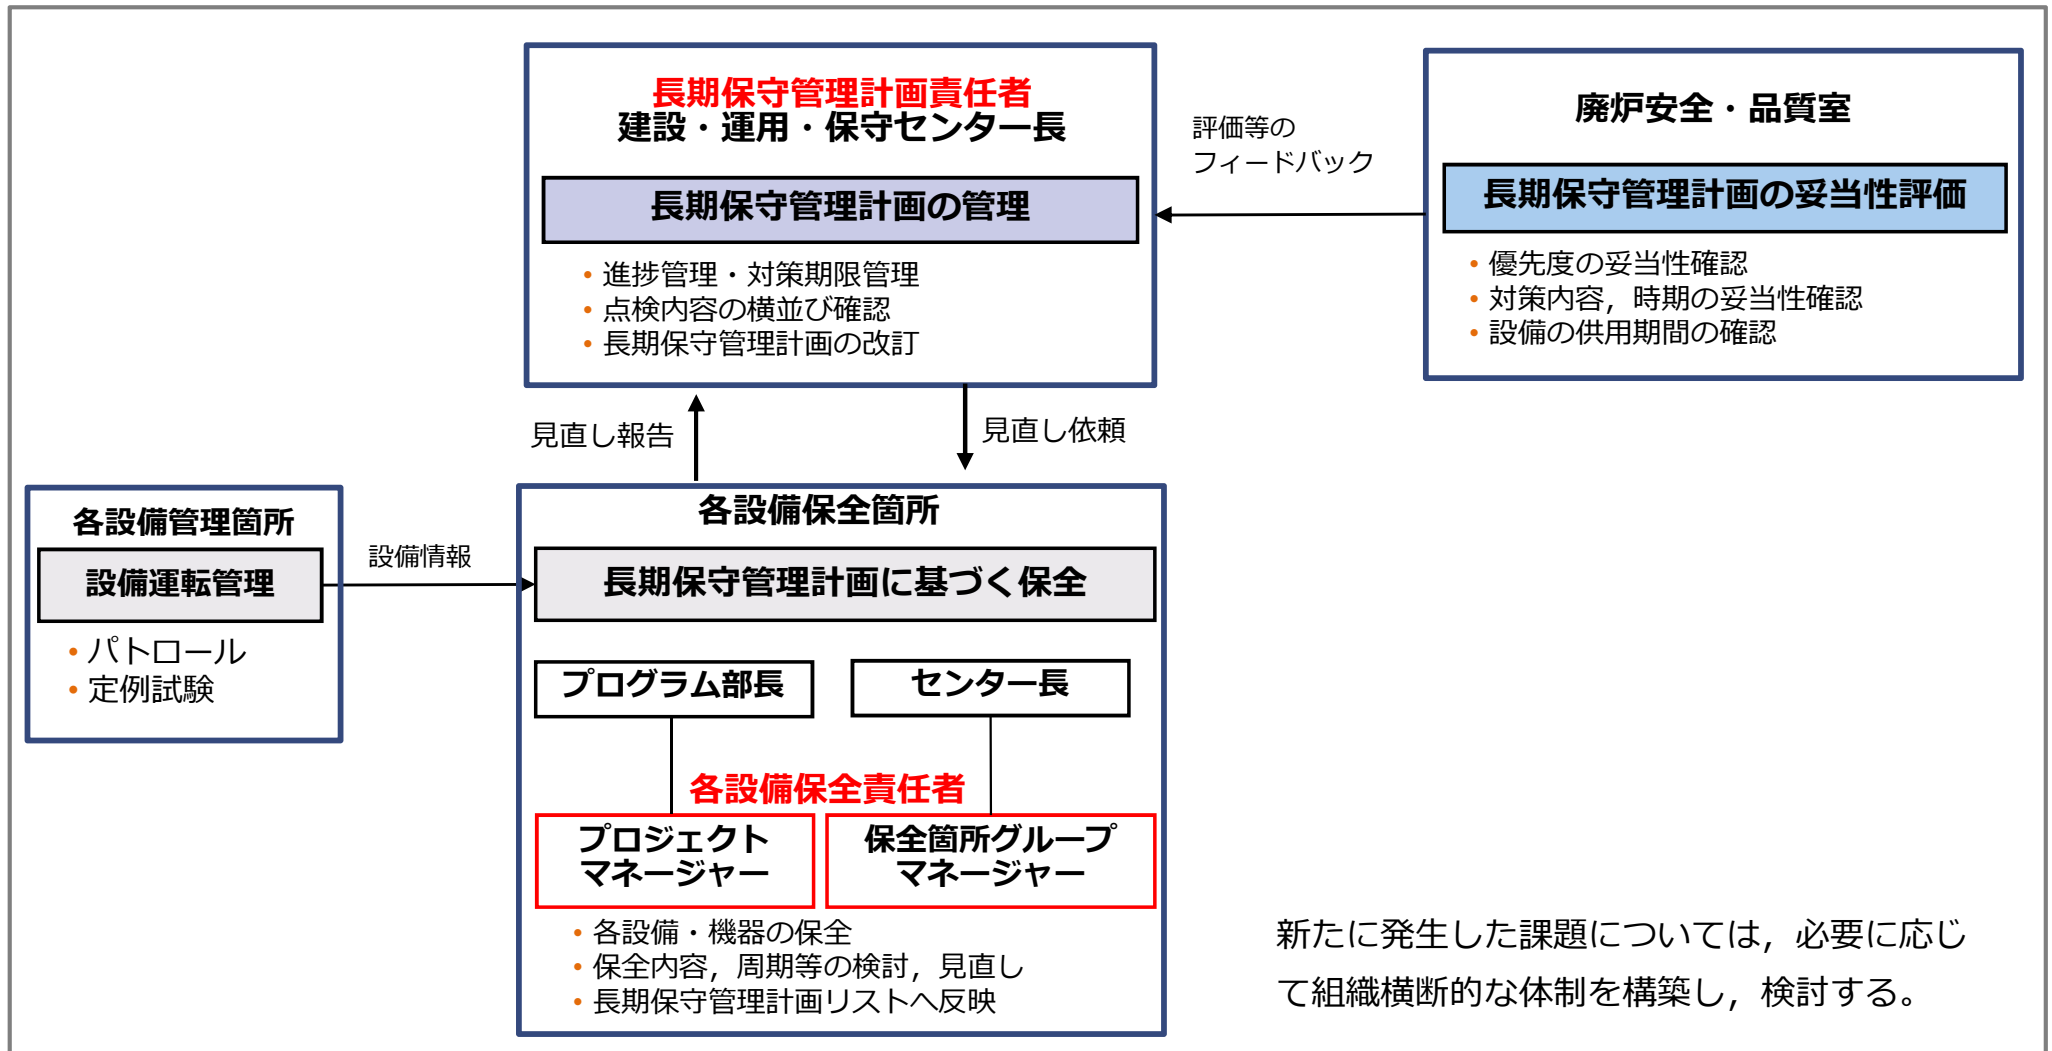 長期保守管理計画責任者
建設・運用・保守センター長
長期保守管理計画の管理
・進捗管理・対策期限管理
・点検内容の横並び確認
・長期保守管理計画の改訂
評価等の
フィードバック
廃炉安全・品質室
長期保守管理計画の妥当性評価
・優先度の妥当性確認
・対策内容，時期の妥当性確認
・設備の供用期間の確認
見直し報告
見直し依頼
各設備管理箇所
設備運転管理
・パトロール
・定例試験
設備情報
各設備保全箇所
長期保守管理計画に基づく保全
プログラム部長
センター長
各設備保全責任者
プロジェクト
マネージャー
保全箇所グループ
マネージャー
・各設備・機器の保全
・保全内容，周期等の検討，見直し
・長期保守管理計画リストへ反映
新たに発生した課題については，必要に応じ
て組織横断的な体制を構築し，検討する。